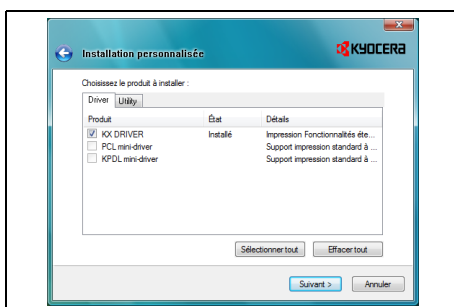 Installation personnalisée
KYOCERA
Choisissez le produit à installer :
Driver Utility
Produit État Détails
KX DRIVER Installé Impression Fonctionnalités éte...
PCL mini-driver Support impression standard à ...
KPDL mini-driver Support impression standard à ...
Sélectionner tout Effacer tout
Suivant > Annuler